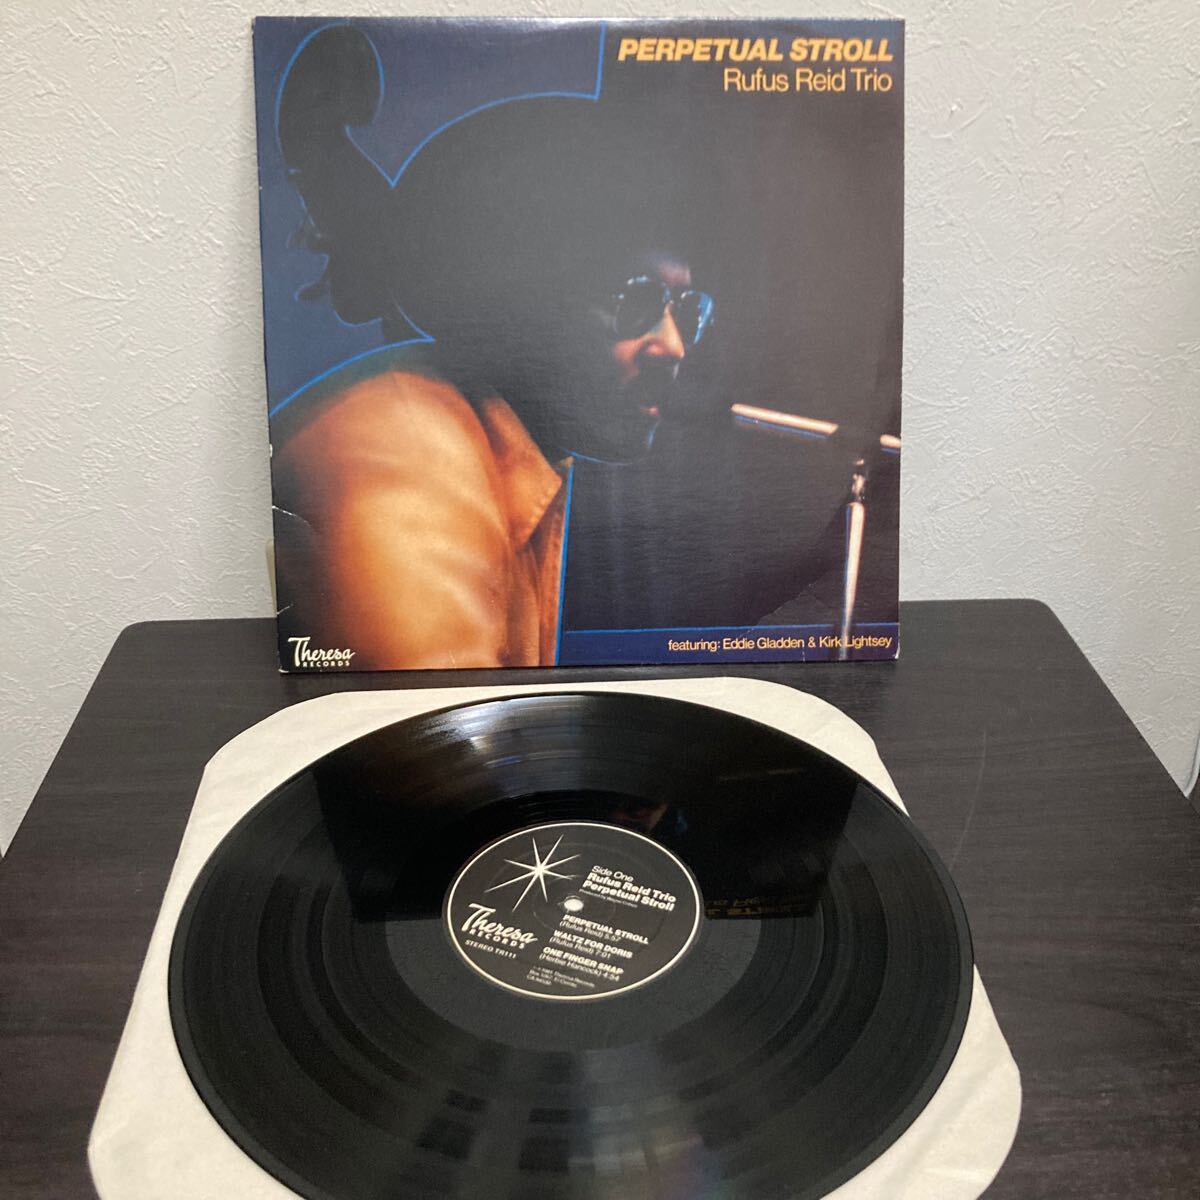 PERPETUAL STROLL
Rufus Reid Trio
Theresa
RECORDS
featuring: Eddie Gladden & Kirk Lightsey
Side One
Rufus Reid Trio
Perpetual Stroll
Theresa
RECORDS
STEREO TR111
PERPETUAL STROLL
(Rufus Reid) 5:57
WALTZ FOR DORIS
(Rufus Reid) 7:01
ONE FINGER SNAP
(Herbie Hancock) 4:54